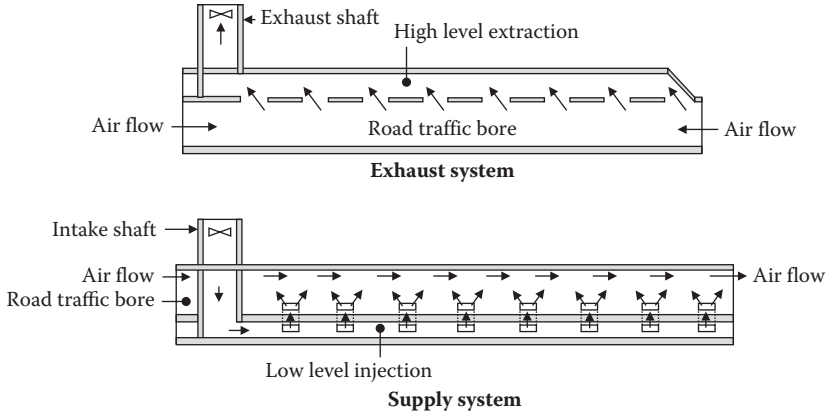 Exhaust shaft
High level extraction
Air flow
Road traffic bore
Air flow
Exhaust system
Intake shaft
Air flow
Air flow
Road traffic bore
Low level injection
Supply system